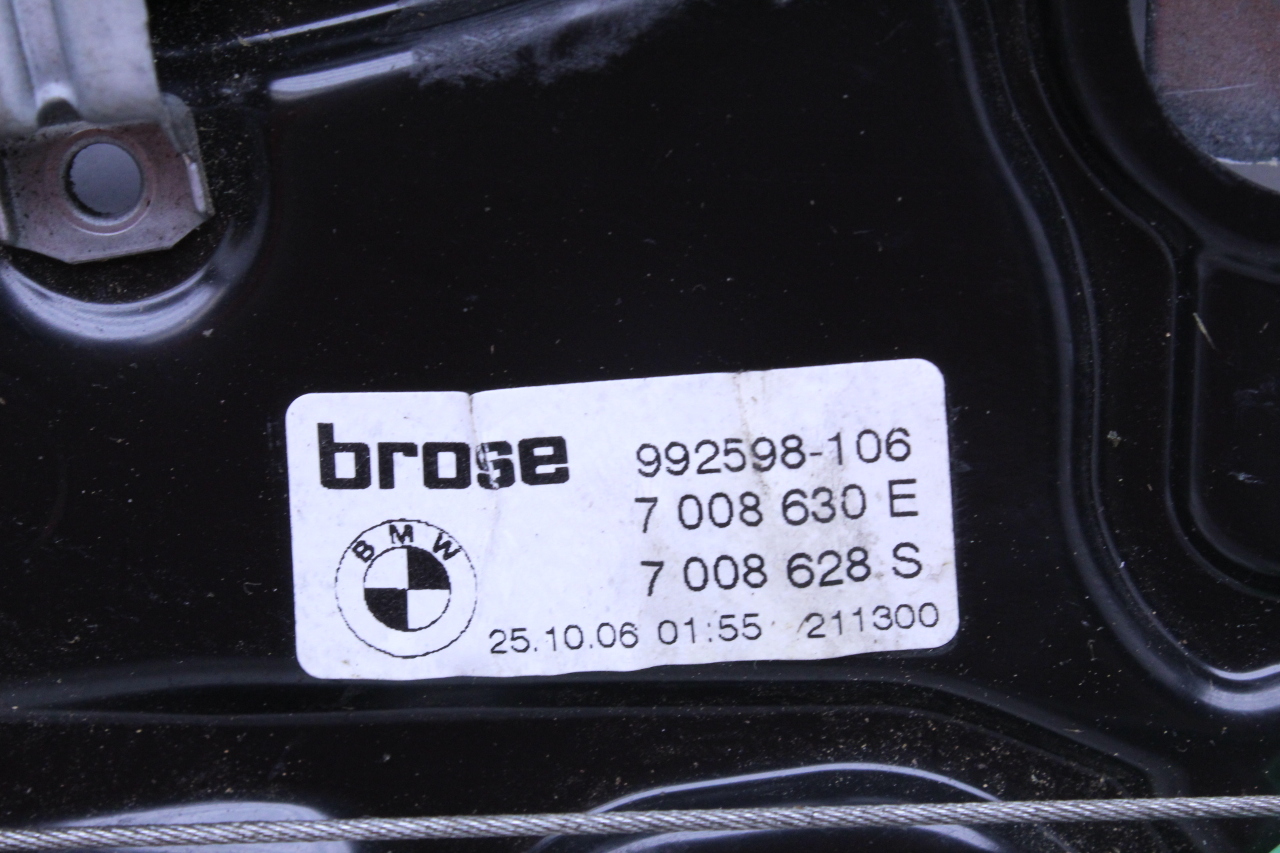 brose 992598-106
7 008 630 E
BMW
7 008 628 S
25.10.06 01:55 211300